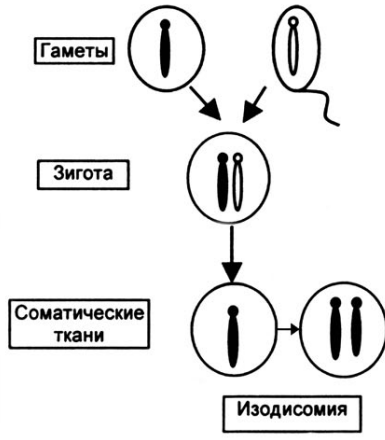 Гаметы
Зигота
Соматические
ткани
Изодисомия